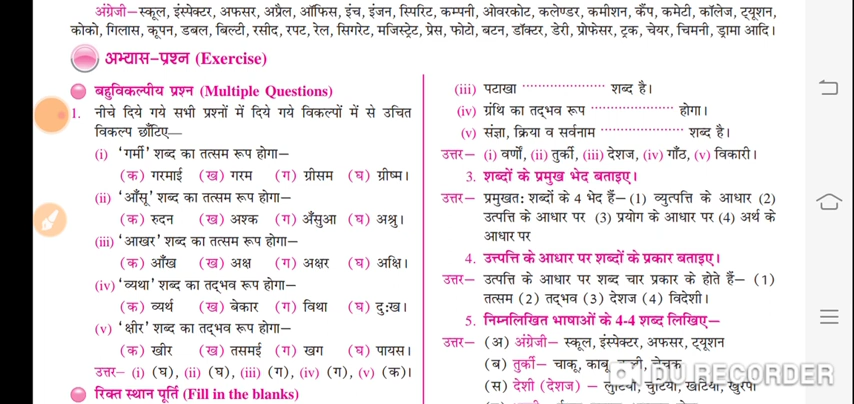 अंग्रेजी–स्कूल, इंस्पेक्टर, अफसर, अप्रैल, ऑफिस, इंच, इंजन, स्पिरिट, कम्पनी, ओवरकोट, कलेण्डर, कमीशन, कैंप, कमेटी, कॉलेज, ट्यूशन,
कोको, गिलास, कूपन, डबल, बिल्टी, रसीद, रपट, रेल, सिगरेट, मजिस्ट्रेट, प्रेस, फोटो, बटन, डॉक्टर, डेरी, प्रोफेसर, ट्रक, चेयर, चिमनी, ड्रामा आदि।
अभ्यास-प्रश्न (Exercise)
बहुविकल्पीय प्रश्न (Multiple Questions)
1. नीचे दिये गये सभी प्रश्नों में दिये गये विकल्पों में से उचित
विकल्प छाँटिए—
(i) 'गर्मी' शब्द का तत्सम रूप होगा—
(क) गरमाई (ख) गरम (ग) ग्रीसम (घ) ग्रीष्म।
(ii) 'आँसू' शब्द का तत्सम रूप होगा—
(क) रुदन (ख) अश्क (ग) अँसुआ (घ) अश्रु।
(iii) 'आखर' शब्द का तत्सम रूप होगा—
(क) आँख (ख) अक्ष (ग) अक्षर (घ) अक्षि।
(iv) 'व्यथा' शब्द का तद्भव रूप होगा—
(क) व्यर्थ (ख) बेकार (ग) विथा (घ) दुःख।
(v) 'क्षीर' शब्द का तद्भव रूप होगा—
(क) खीर (ख) तसमई (ग) खग (घ) पायस।
उत्तर– (i) (घ), (ii) (घ), (iii) (ग), (iv) (ग), (v) (क)।
रिक्त स्थान पूर्ति (Fill in the blanks)
(iii) पटाखा ........................ शब्द है।
(iv) ग्रंथि का तद्भव रूप ........................ होगा।
(v) संज्ञा, क्रिया व सर्वनाम ........................ शब्द है।
उत्तर– (i) वर्णों, (ii) तुर्की, (iii) देशज, (iv) गाँठ, (v) विकारी।
3. शब्दों के प्रमुख भेद बताइए।
उत्तर– प्रमुखतः शब्दों के 4 भेद हैं– (1) व्युत्पत्ति के आधार (2)
उत्पत्ति के आधार पर (3) प्रयोग के आधार पर (4) अर्थ के
आधार पर
4. उत्त्पत्ति के आधार पर शब्दों के प्रकार बताइए।
उत्तर– उत्पत्ति के आधार पर शब्द चार प्रकार के होते हैं– (1)
तत्सम (2) तद्भव (3) देशज (4) विदेशी।
5. निम्नलिखित भाषाओं के 4-4 शब्द लिखिए—
उत्तर– (अ) अंग्रेजी – स्कूल, इंस्पेक्टर, अफसर, ट्यूशन
(ब) तुर्की– चाकू, काबू,
(स) देशी (देशज) – लुटिया, चुटिया, खटिया, खुरपा
DU RECORDER